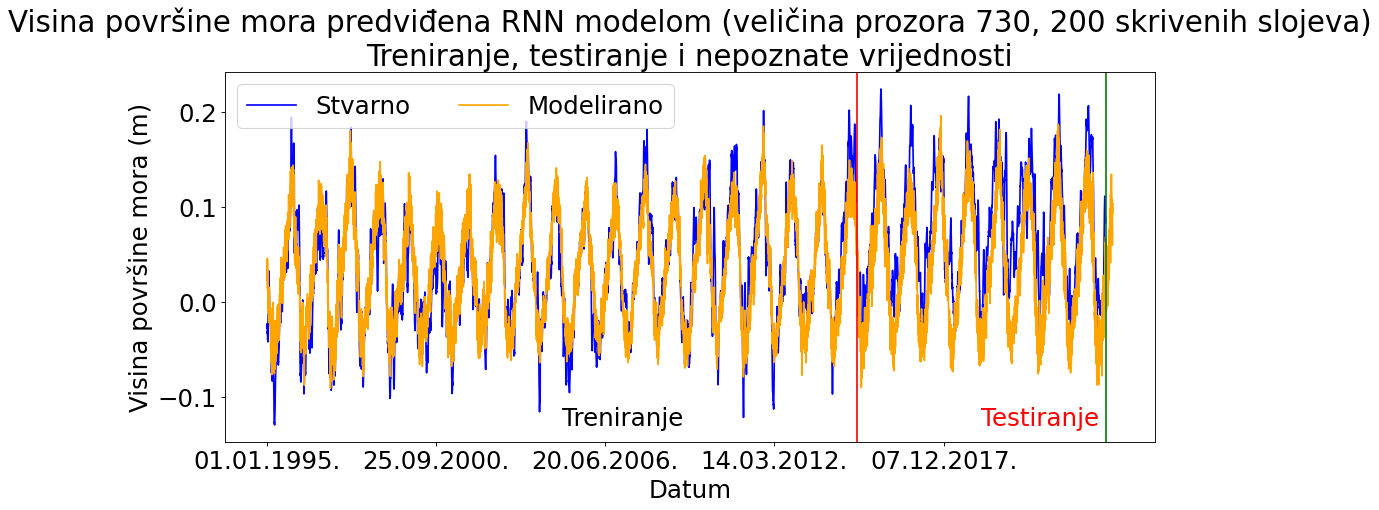 Visina površine mora predviđena RNN modelom (veličina prozora 730, 200 skrivenih slojeva)
Treniranje, testiranje i nepoznate vrijednosti
Stvarno
Modelirano
Visina površine mora (m)
0.2
0.1
0.0
−0.1
Treniranje
Testiranje
01.01.1995.
25.09.2000.
20.06.2006.
14.03.2012.
07.12.2017.
Datum